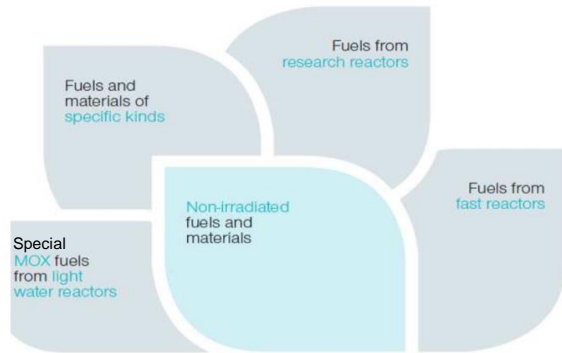 Fuels from
research reactors
Fuels and
materials of
specific kinds
Fuels from
fast reactors
Non-irradiated
fuels and
materials
Special
MOX fuels
from light
water reactors